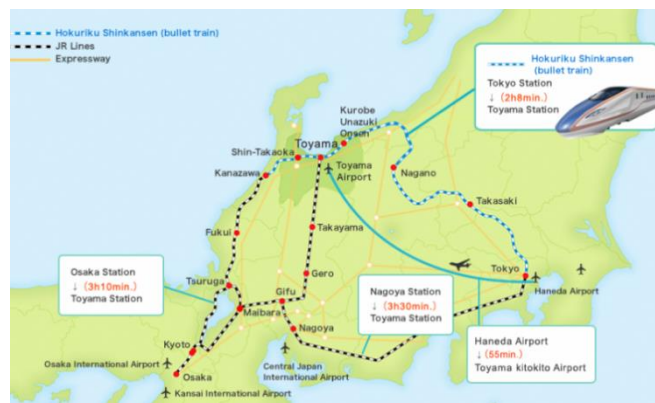 Hokuriku Shinkansen (bullet train)
JR Lines
Expressway
Hokuriku Shinkansen
(bullet train)
Tokyo Station
↓ (2h8min.)
Toyama Station
Kurobe
Unazuki
Onsen
Toyama
Shin-Takaoka
Toyama
Airport
Kanazawa
Nagano
Takasaki
Fukui
Takayama
Osaka Station
↓ (3h10min.)
Toyama Station
Tsuruga
Gero
Tokyo
Haneda Airport
Gifu
Maibara
Nagoya Station
↓ (3h30min.)
Toyama Station
Nagoya
Haneda Airport
↓ (55min.)
Toyama kitokito Airport
Kyoto
Osaka International Airport
Osaka
Central Japan
International Airport
Kansai International Airport